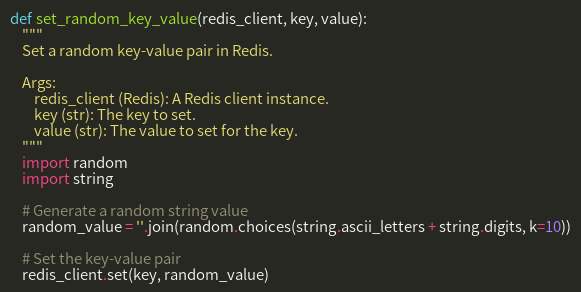 def set_random_key_value(redis_client, key, value):
    """
    Set a random key-value pair in Redis.

    Args:
        redis_client (Redis): A Redis client instance.
        key (str): The key to set.
        value (str): The value to set for the key.
    """
    import random
    import string

    # Generate a random string value
    random_value = ''.join(random.choices(string.ascii_letters + string.digits, k=10))

    # Set the key-value pair
    redis_client.set(key, random_value)